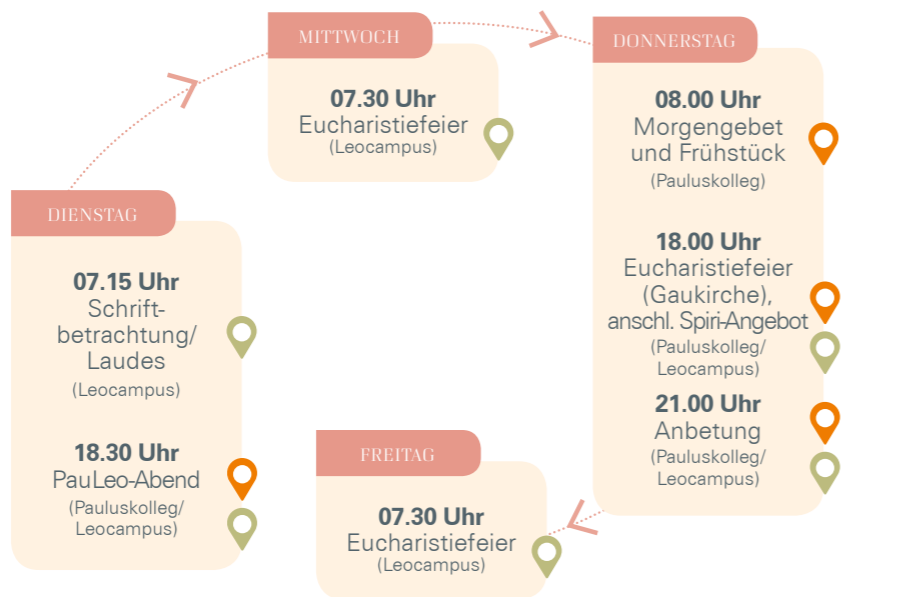 DIENSTAG
07.15 Uhr
Schrift-
betrachtung/
Laudes
(Leocampus)
18.30 Uhr
PauLeo-Abend
(Pauluskolleg/
Leocampus)
MITTWOCH
07.30 Uhr
Eucharistiefeier
(Leocampus)
DONNERSTAG
08.00 Uhr
Morgengebet
und Frühstück
(Pauluskolleg)
18.00 Uhr
Eucharistiefeier
(Gaukirche),
anschl. Spiri-Angebot
(Pauluskolleg/
Leocampus)
21.00 Uhr
Anbetung
(Pauluskolleg/
Leocampus)
FREITAG
07.30 Uhr
Eucharistiefeier
(Leocampus)